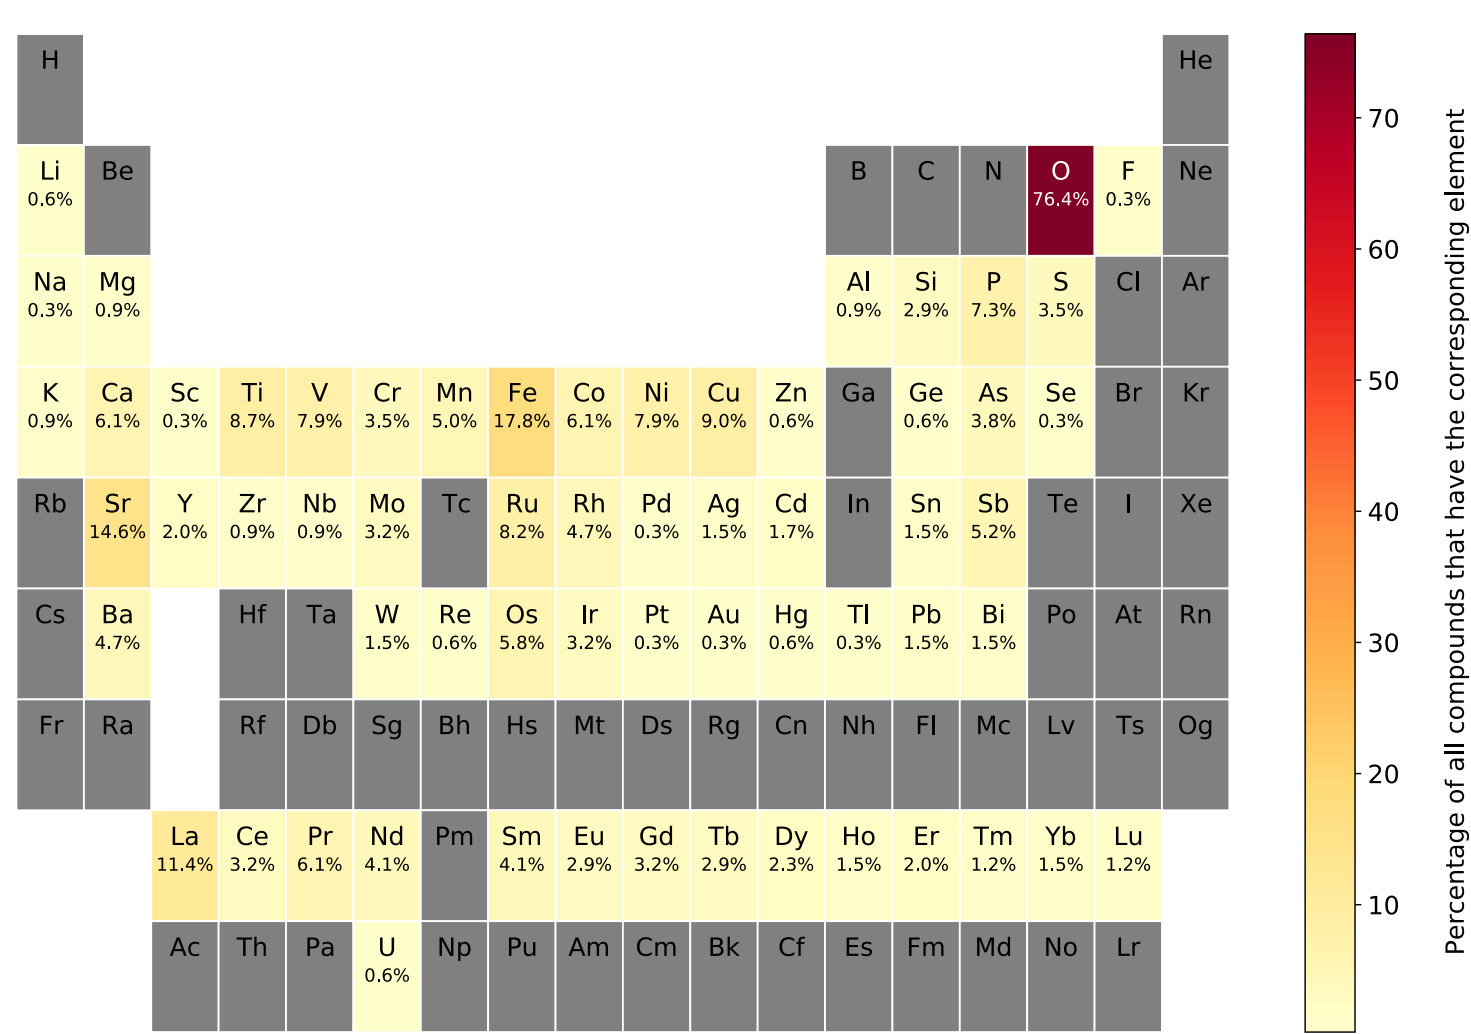 H He
Li Be B C N O F Ne
0.6% 76.4% 0.3%
Na Mg Al Si P S Cl Ar
0.3% 0.9% 0.9% 2.9% 7.3% 3.5%
K Ca Sc Ti V Cr Mn Fe Co Ni Cu Zn Ga Ge As Se Br Kr
0.9% 6.1% 0.3% 8.7% 7.9% 3.5% 5.0% 17.8% 6.1% 7.9% 9.0% 0.6% 0.6% 3.8% 0.3%
Rb Sr Y Zr Nb Mo Tc Ru Rh Pd Ag Cd In Sn Sb Te I Xe
14.6% 2.0% 0.9% 0.9% 3.2% 8.2% 4.7% 0.3% 1.5% 1.7% 1.5% 5.2%
Cs Ba Hf Ta W Re Os Ir Pt Au Hg Tl Pb Bi Po At Rn
4.7% 1.5% 0.6% 5.8% 3.2% 0.3% 0.3% 0.6% 0.3% 1.5% 1.5%
Fr Ra Rf Db Sg Bh Hs Mt Ds Rg Cn Nh Fl Mc Lv Ts Og
La Ce Pr Nd Pm Sm Eu Gd Tb Dy Ho Er Tm Yb Lu
11.4% 3.2% 6.1% 4.1% 4.1% 2.9% 3.2% 2.9% 2.3% 1.5% 2.0% 1.2% 1.5% 1.2%
Ac Th Pa U Np Pu Am Cm Bk Cf Es Fm Md No Lr
0.6%
70
60
50
40
30
20
10
Percentage of all compounds that have the corresponding element